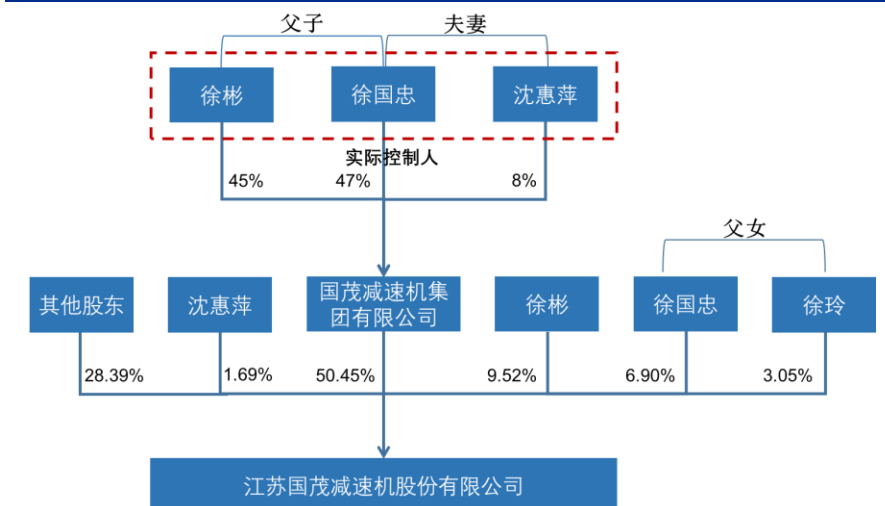 父子
夫妻
徐彬
徐国忠
沈惠萍
实际控制人
45%
47%
8%
父女
其他股东
沈惠萍
国茂减速机集
团有限公司
徐彬
徐国忠
徐玲
28.39%
1.69%
50.45%
9.52%
6.90%
3.05%
江苏国茂减速机股份有限公司